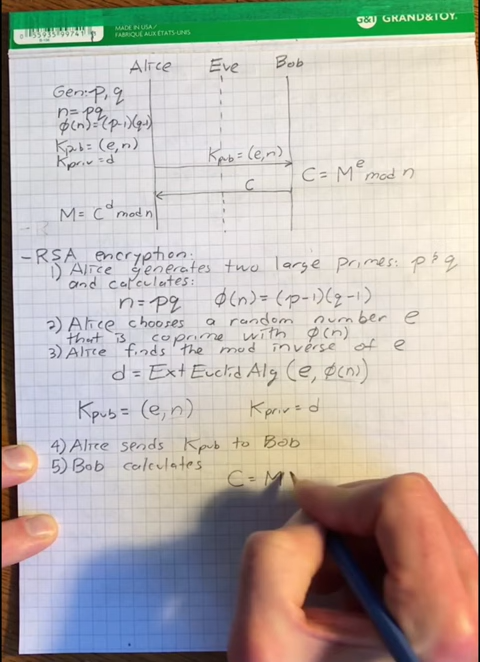 MADE IN USA /
FABRIQUÉ AUX ÉTATS-UNIS
G&T GRAND&TOY.
Alice Eve Bob
Gen: p, q
n = pq
φ(n) = (p-1)(q-1)
Kpub = (e, n)
Kpriv = d
Kpub = (e, n)
C = M^e mod n
C
M = C^d mod n
- RSA encryption:
1) Alice generates two large primes: p & q
and calculates:
n = pq φ(n) = (p-1)(q-1)
2) Alice chooses a random number e
that is coprime with φ(n)
3) Alice finds the mod inverse of e
d = Ext Euclid Alg (e, φ(n))
Kpub = (e, n) Kpriv = d
4) Alice sends Kpub to Bob
5) Bob calculates
C = M